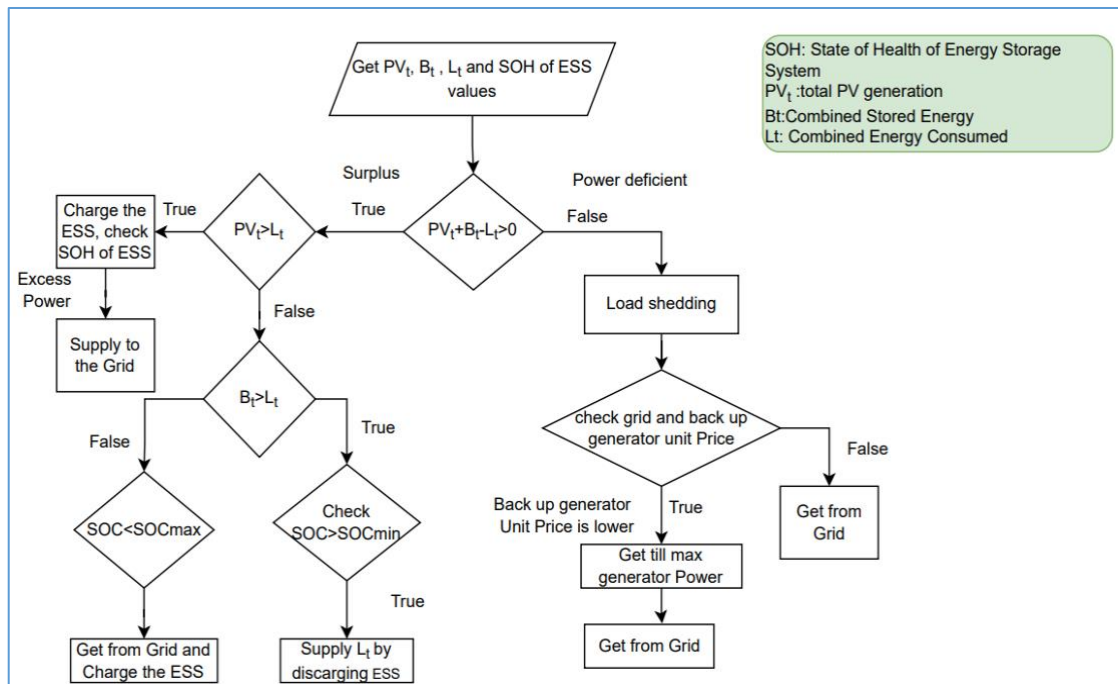 Get PVt, Bt , Lt and SOH of ESS
values
SOH: State of Health of Energy Storage
System
PVt :total PV generation
Bt:Combined Stored Energy
Lt: Combined Energy Consumed
Surplus
Power deficient
Charge the
ESS, check
SOH of ESS
True
PVt>Lt
True
PVt+Bt-Lt>0
False
Excess
Power
Supply to
the Grid
False
Load shedding
Bt>Lt
False
True
check grid and back up
generator unit Price
False
SOC<SOCmax
Check
SOC>SOCmin
Back up generator
Unit Price is lower
True
Get from
Grid
Get till max
generator Power
True
Get from Grid and
Charge the ESS
Supply Lt by
discarging ESS
Get from Grid